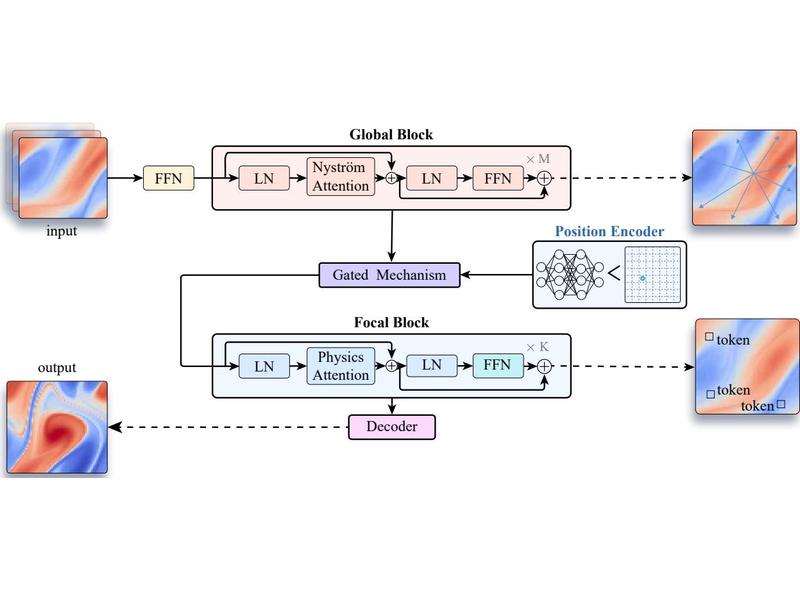 Global Block
× M
FFN
LN
Nyström
Attention
LN
FFN
input
Position Encoder
Gated Mechanism
Focal Block
× K
LN
Physics
Attention
LN
FFN
token
token
token
output
Decoder